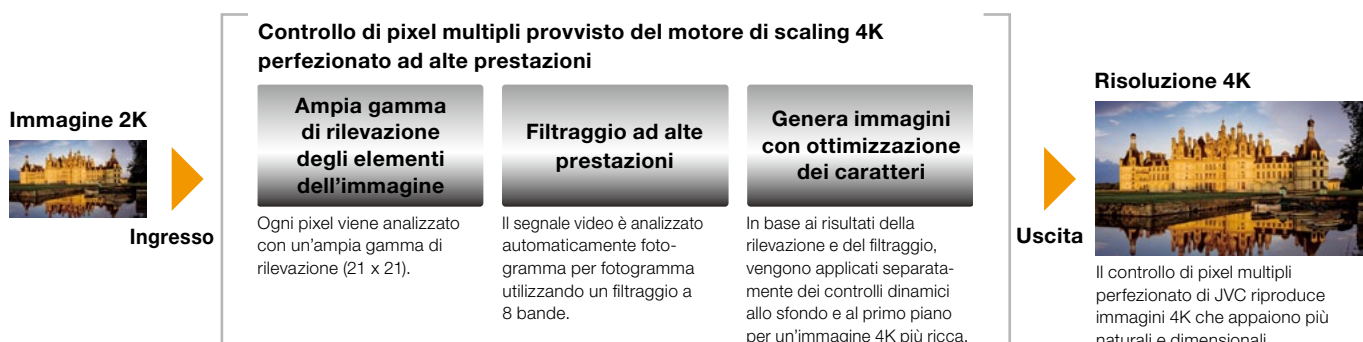 Controllo di pixel multipli provvisto del motore di scaling 4K
perfezionato ad alte prestazioni
Immagine 2K
Ingresso
Ampia gamma
di rilevazione
degli elementi
dell'immagine
Ogni pixel viene analizzato
con un'ampia gamma di
rilevazione (21 x 21).
Filtraggio ad alte
prestazioni
Il segnale video è analizzato
automaticamente foto-
gramma per fotogramma
utilizzando un filtraggio a
8 bande.
Genera immagini
con ottimizzazione
dei caratteri
In base ai risultati della
rilevazione e del filtraggio,
vengono applicati separata-
mente dei controlli dinamici
allo sfondo e al primo piano
per un'immagine 4K più ricca.
Uscita
Risoluzione 4K
Il controllo di pixel multipli
perfezionato di JVC riproduce
immagini 4K che appaiono più
naturali e dimensionali